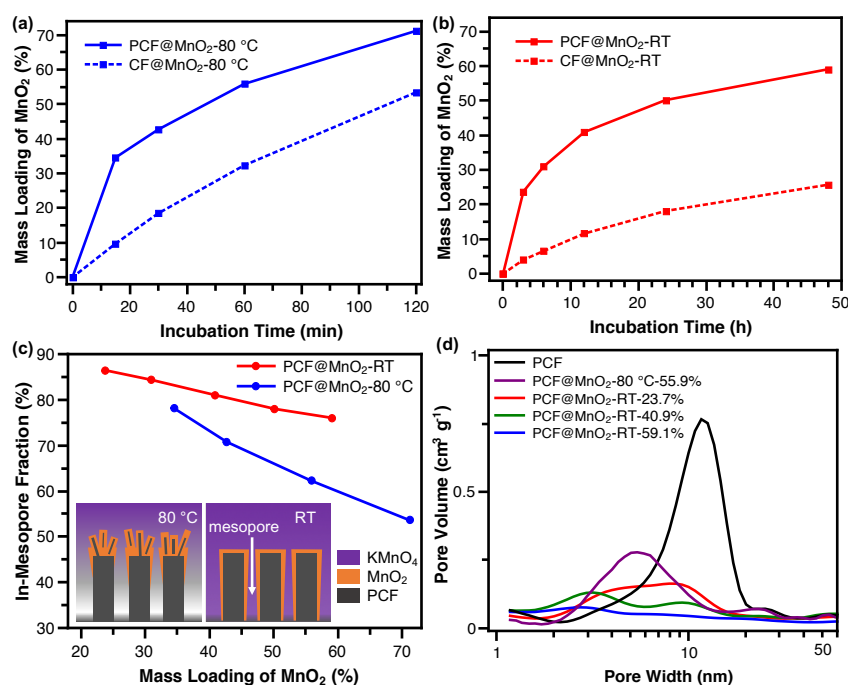 (a)
PCF@MnO₂-80 °C
CF@MnO₂-80 °C
Mass Loading of MnO₂ (%)
70
60
50
40
30
20
10
0
0 20 40 60 80 100 120
Incubation Time (min)
(b)
PCF@MnO₂-RT
CF@MnO₂-RT
Mass Loading of MnO₂ (%)
70
60
50
40
30
20
10
0
0 10 20 30 40 50
Incubation Time (h)
(c)
PCF@MnO₂-RT
PCF@MnO₂-80 °C
In-Mesopore Fraction (%)
90
80
70
60
50
40
30
80 °C
mesopore
RT
KMnO₄
MnO₂
PCF
20 30 40 50 60 70
Mass Loading of MnO₂ (%)
(d)
PCF
PCF@MnO₂-80 °C-55.9%
PCF@MnO₂-RT-23.7%
PCF@MnO₂-RT-40.9%
PCF@MnO₂-RT-59.1%
Pore Volume (cm³ g⁻¹)
1
0.5
0
1 10 50
Pore Width (nm)